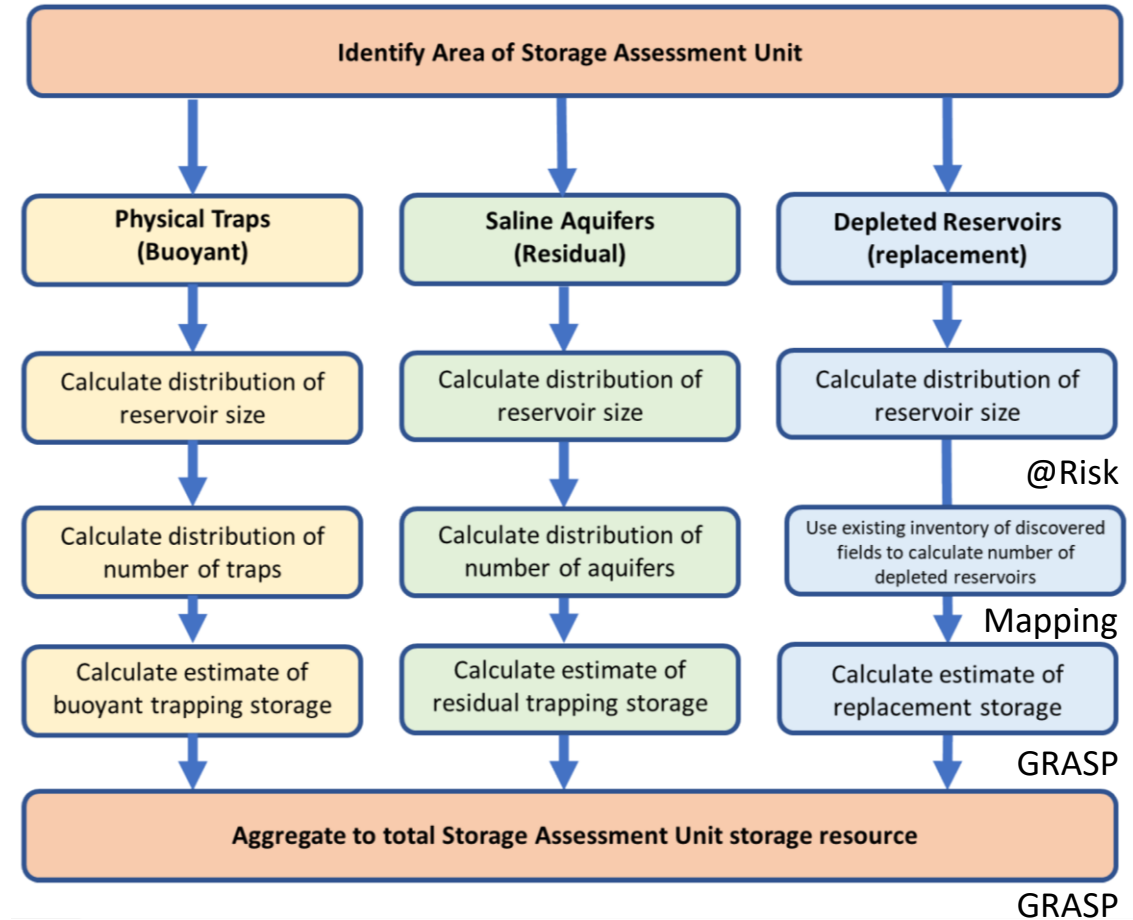 Identify Area of Storage Assessment Unit
Physical Traps
(Buoyant)
Saline Aquifers
(Residual)
Depleted Reservoirs
(replacement)
Calculate distribution of
reservoir size
Calculate distribution of
reservoir size
Calculate distribution of
reservoir size
@Risk
Calculate distribution of
number of traps
Calculate distribution of
number of aquifers
Use existing inventory of discovered
fields to calculate number of
depleted reservoirs
Mapping
Calculate estimate of
buoyant trapping storage
Calculate estimate of
residual trapping storage
Calculate estimate of
replacement storage
GRASP
Aggregate to total Storage Assessment Unit storage resource
GRASP